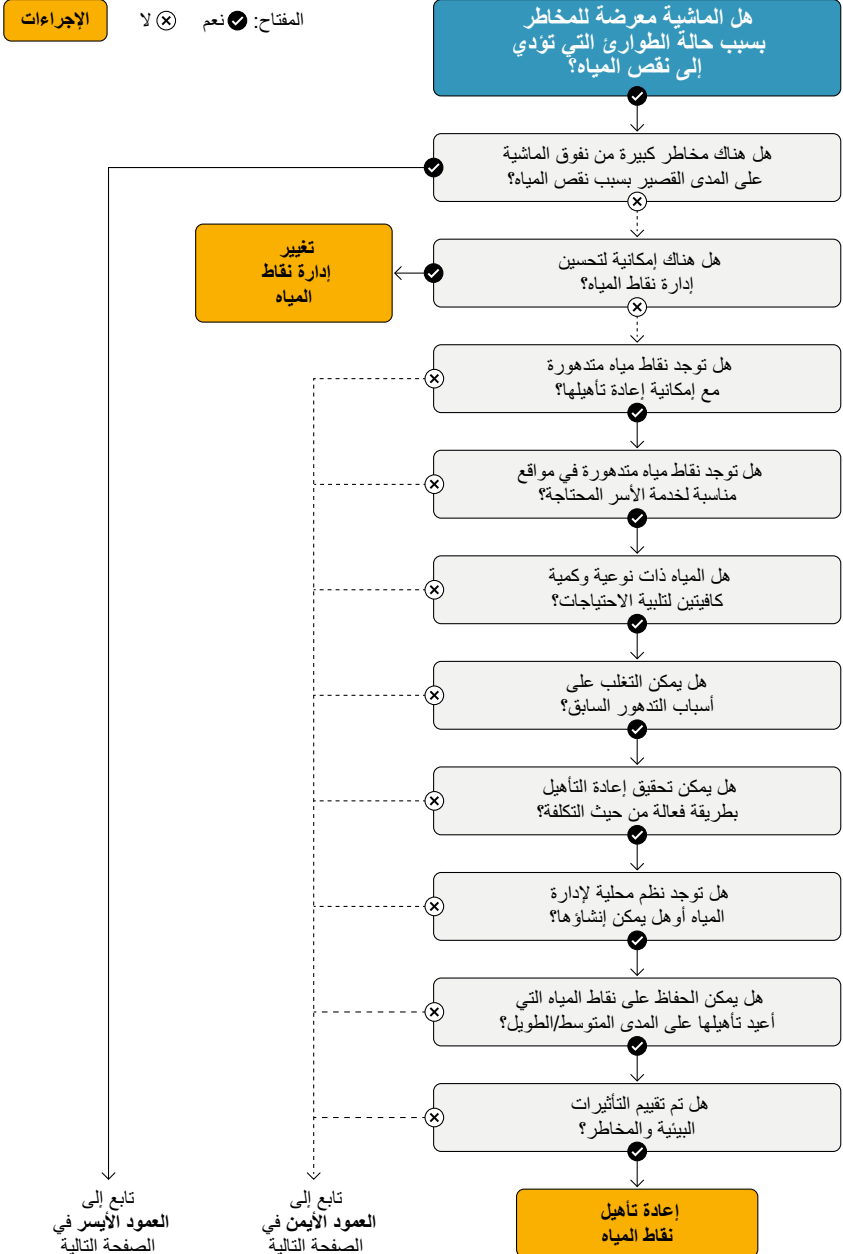 المفتاح: نعم لا الإجراءات
هل الماشية معرضة للمخاطر
بسبب حالة الطوارئ التي تؤدي
إلى نقص المياه؟
هل هناك مخاطر كبيرة من نفوق الماشية
على المدى القصير بسبب نقص المياه؟
هل هناك إمكانية لتحسين
إدارة نقاط المياه؟
تغيير
إدارة نقاط
المياه
هل توجد نقاط مياه متدهورة
مع إمكانية إعادة تأهيلها؟
هل توجد نقاط مياه متدهورة في مواقع
مناسبة لخدمة الأسر المحتاجة؟
هل المياه ذات نوعية وكمية
كافيتين لتلبية الاحتياجات؟
هل يمكن التغلب على
أسباب التدهور السابق؟
هل يمكن تحقيق إعادة التأهيل
بطريقة فعالة من حيث التكلفة؟
هل توجد نظم محلية لإدارة
المياه أوهل يمكن إنشاؤها؟
هل يمكن الحفاظ على نقاط المياه التي
أعيد تأهيلها على المدى المتوسط/الطويل؟
هل تم تقييم التأثيرات
البيئية والمخاطر؟
إعادة تأهيل
نقاط المياه
تابع إلى
العمود الأيمن في
الصفحة التالية
تابع إلى
العمود الأيسر في
الصفحة التالية